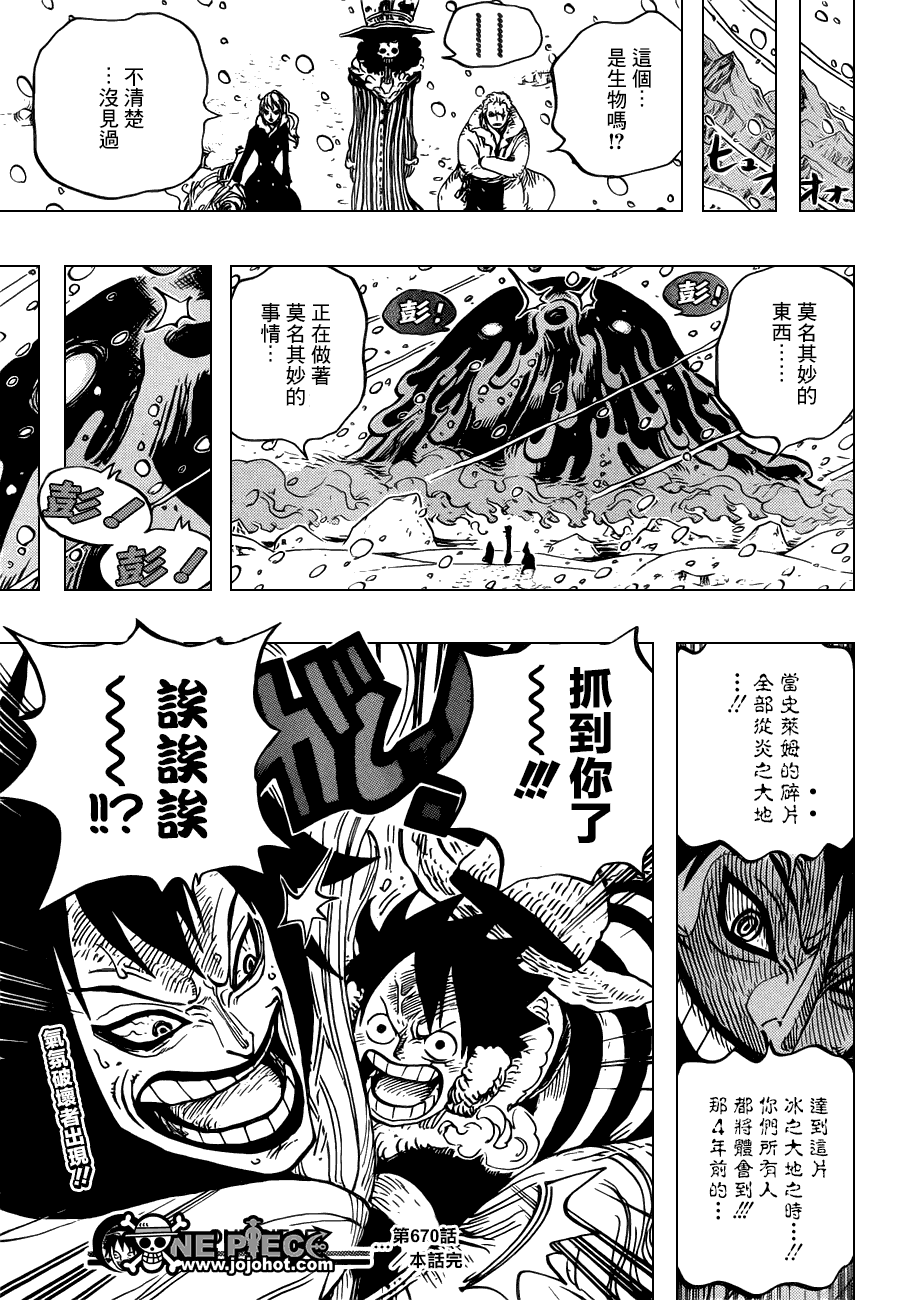 ヒュオ
オオ
這個…
是生物嗎!?
………
不清楚
…沒見過
莫名其妙的
東西……
彭!
彭!
正在做著
莫名其妙的
事情…
彭!
彭!
當史萊姆的碎片
全部從炎之大地
…!!
達到這片
冰之大地之時…!!
你們所有人
都將體會到!!!
那4年前的…
抓到你了
~~~!!!
誒誒誒
~~~!!?
氣氛破壞者出現!!
ONE PIECE
www.jojohot.com
…
第670話
本話完